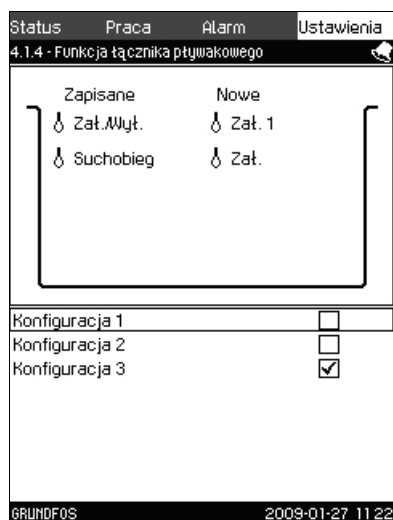 Status Praca Alarm Ustawienia
4.1.4 - Funkcja łącznika pływakowego
Zapisane Nowe
Zał./Wył. Zał. 1
Suchobieg Zał.
Konfiguracja 1
Konfiguracja 2
Konfiguracja 3
GRUNDFOS 2009-01-27 11:22